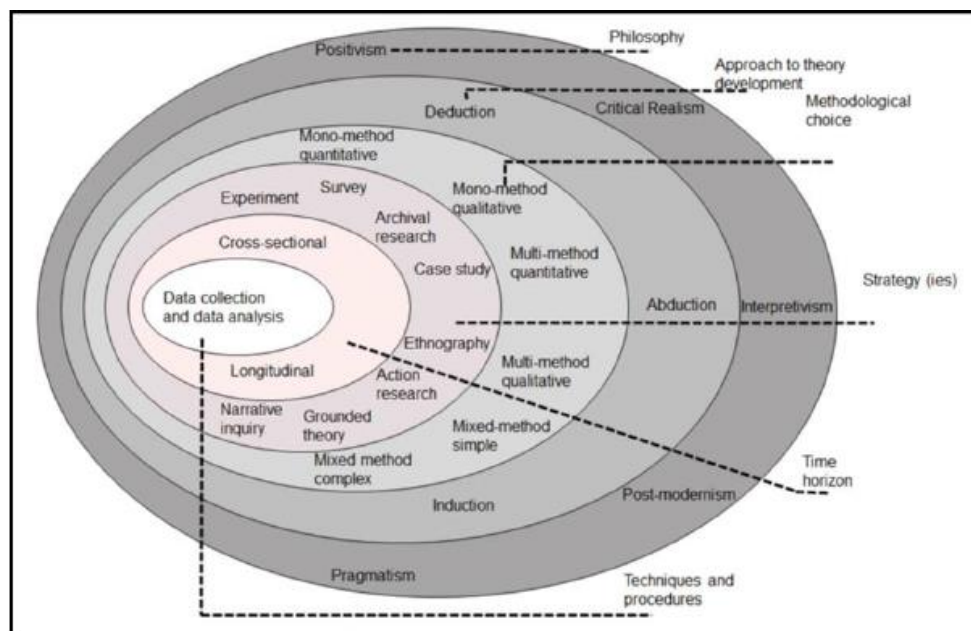 Positivism
Philosophy
Approach to theory
development
Deduction
Critical Realism
Methodological
choice
Mono-method
quantitative
Mono-method
qualitative
Survey
Experiment
Archival
research
Cross-sectional
Case study
Multi-method
quantitative
Strategy (ies)
Data collection
and data analysis
Abduction
Interpretivism
Ethnography
Longitudinal
Action
research
Multi-method
qualitative
Narrative
inquiry
Grounded
theory
Mixed-method
simple
Mixed method
complex
Time
horizon
Induction
Post-modernism
Pragmatism
Techniques and
procedures